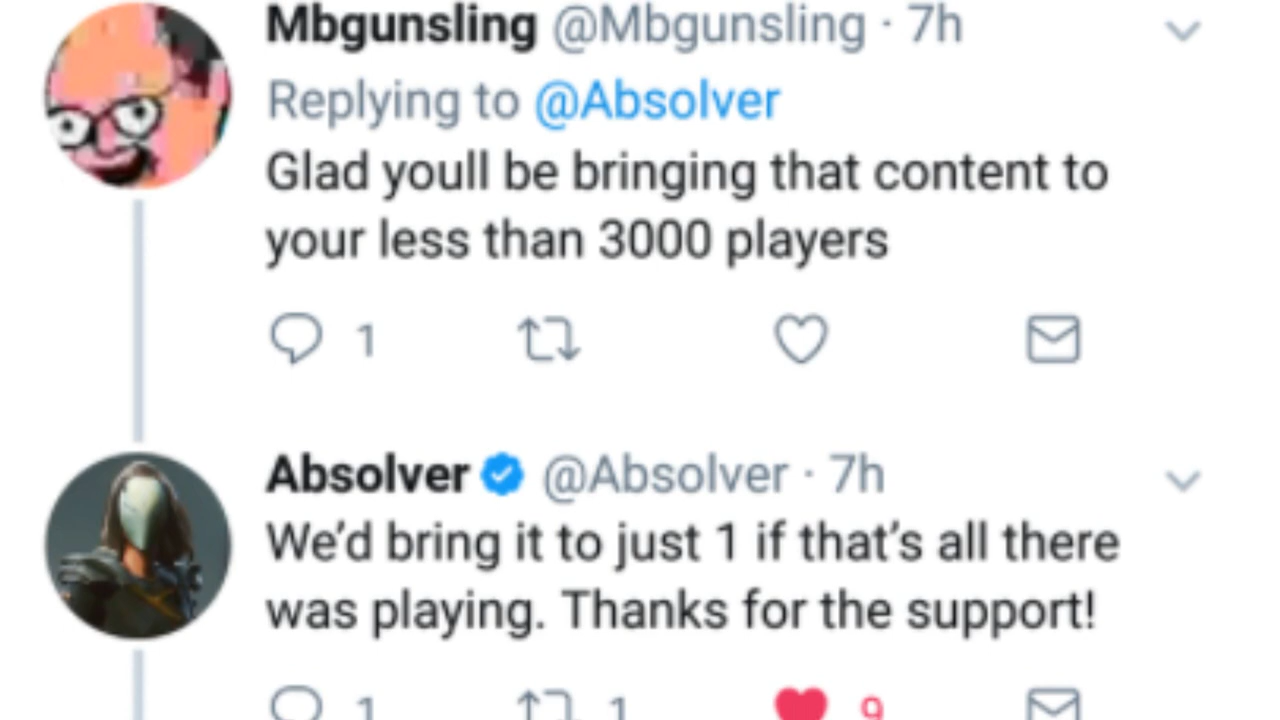 Mbgunsling @Mbgunsling · 7h
Replying to @Absolver
Glad youll be bringing that content to
your less than 3000 players
1
Absolver @Absolver · 7h
We’d bring it to just 1 if that’s all there
was playing. Thanks for the support!
1 1 9